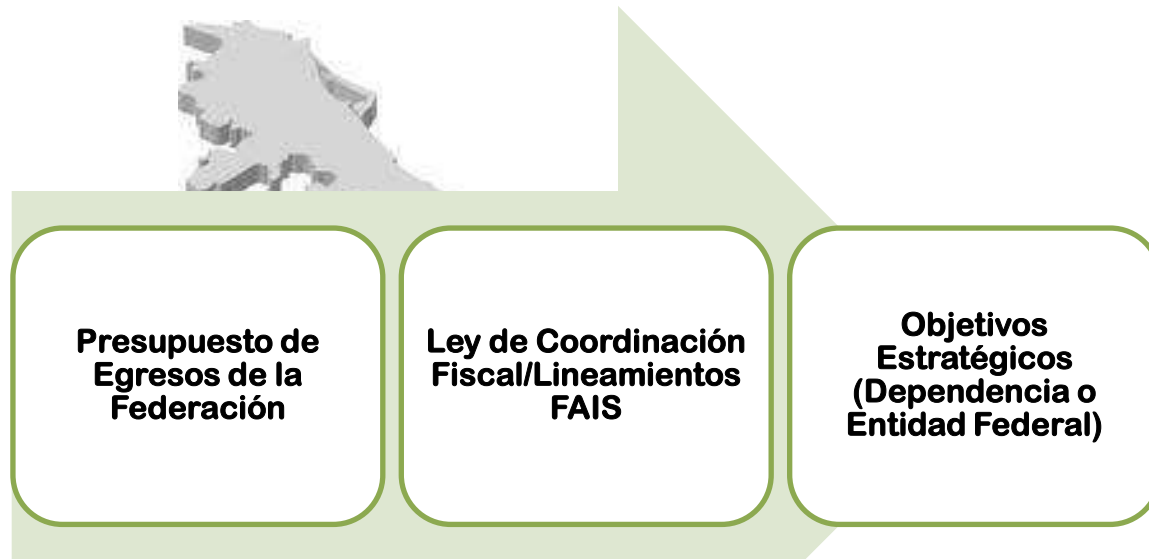 Presupuesto de
Egresos de la
Federación
Ley de Coordinación
Fiscal/Lineamientos
FAIS
Objetivos
Estratégicos
(Dependencia o
Entidad Federal)